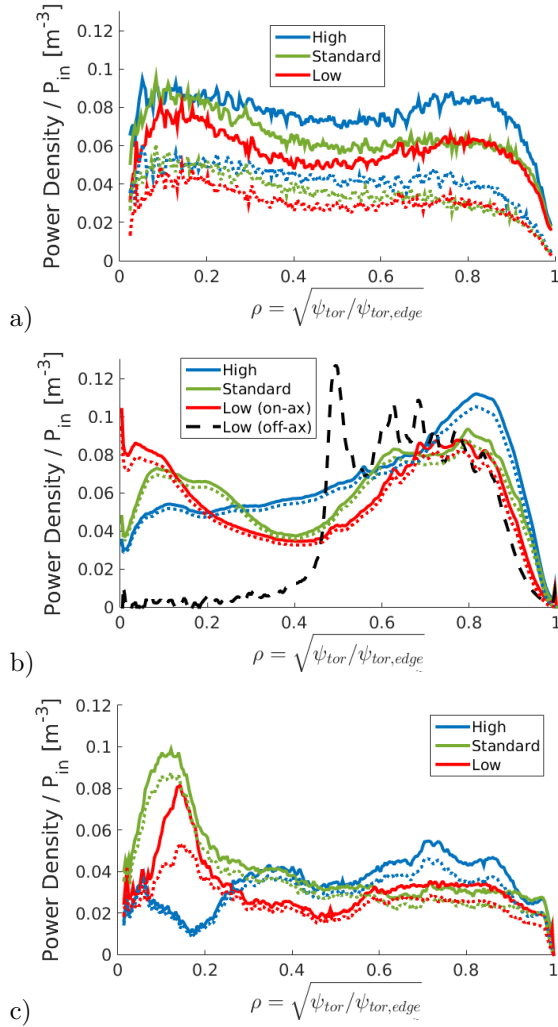 Power Density / P_in [m^-3]
0.12
0.1
0.08
0.06
0.04
0.02
0
High
Standard
Low
0 0.2 0.4 0.6 0.8 1
ρ = √ψ_tor/ψ_tor,edge
a)
Power Density / P_in [m^-3]
0.12
0.1
0.08
0.06
0.04
0.02
0
High
Standard
Low (on-ax)
Low (off-ax)
0 0.2 0.4 0.6 0.8 1
ρ = √ψ_tor/ψ_tor,edge
b)
Power Density / P_in [m^-3]
0.12
0.1
0.08
0.06
0.04
0.02
0
High
Standard
Low
0 0.2 0.4 0.6 0.8 1
ρ = √ψ_tor/ψ_tor,edge
c)